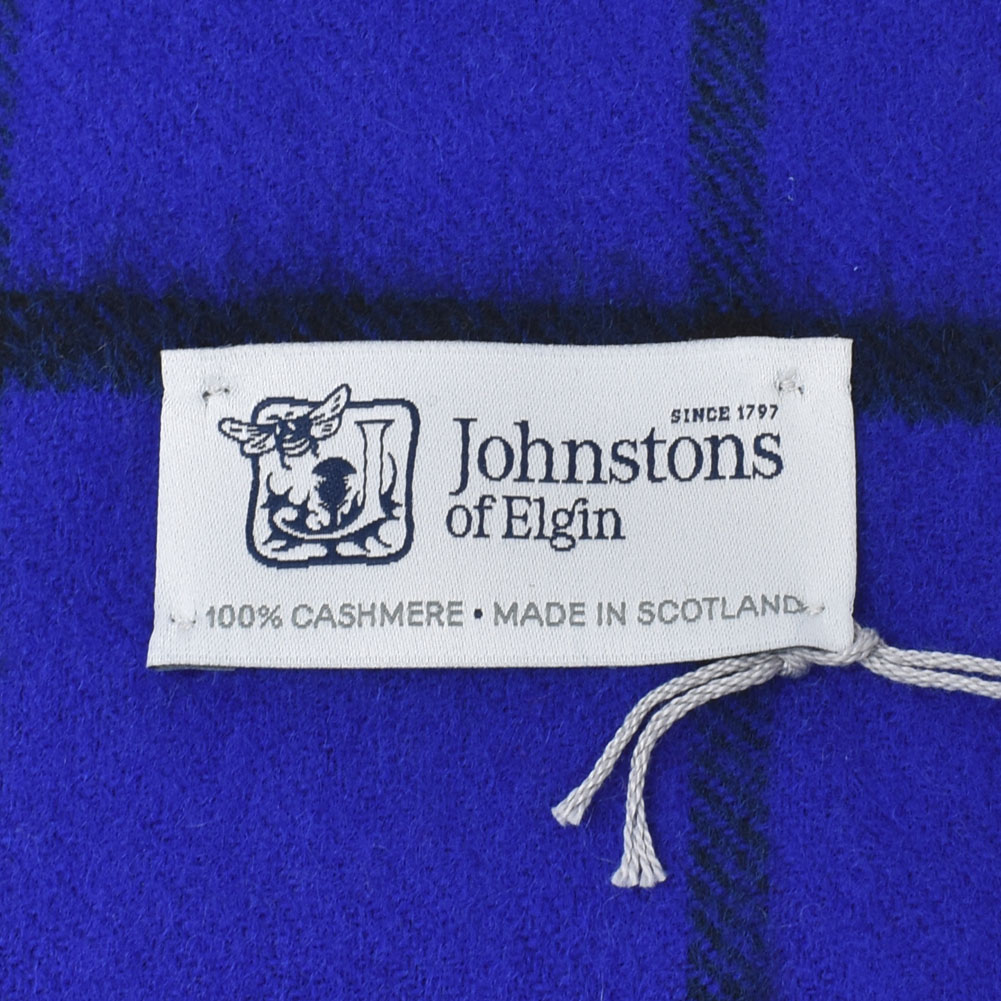 SINCE 1797
Johnstons
of Elgin
100% CASHMERE • MADE IN SCOTLAND